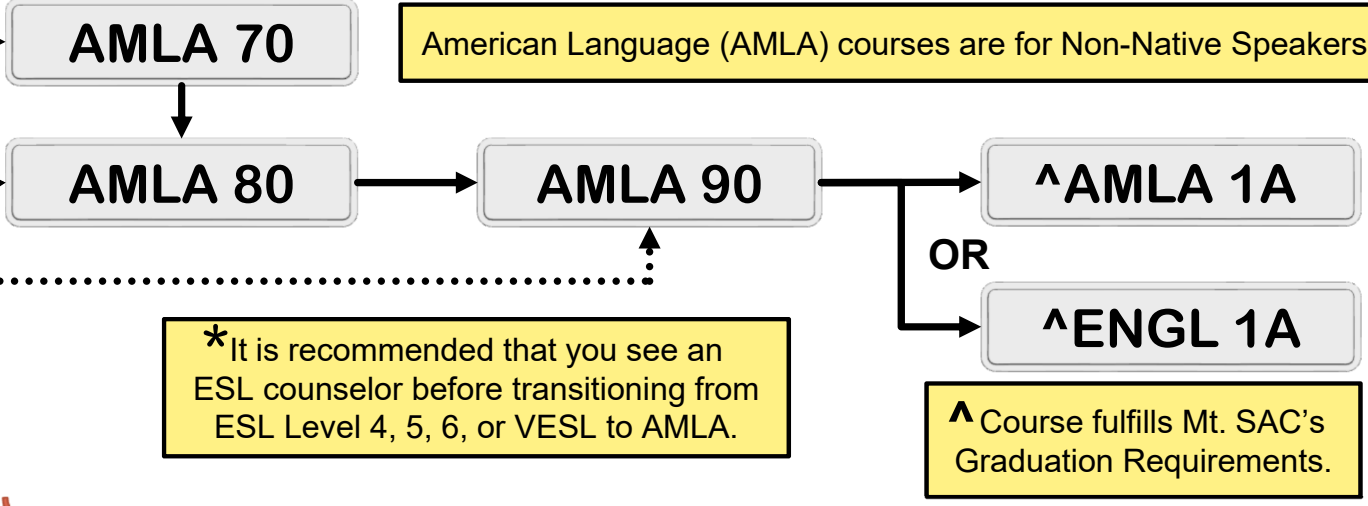 AMLA 70
American Language (AMLA) courses are for Non-Native Speakers
AMLA 80
AMLA 90
^AMLA 1A
OR
^ENGL 1A
*It is recommended that you see an
ESL counselor before transitioning from
ESL Level 4, 5, 6, or VESL to AMLA.
^ Course fulfills Mt. SAC’s
Graduation Requirements.